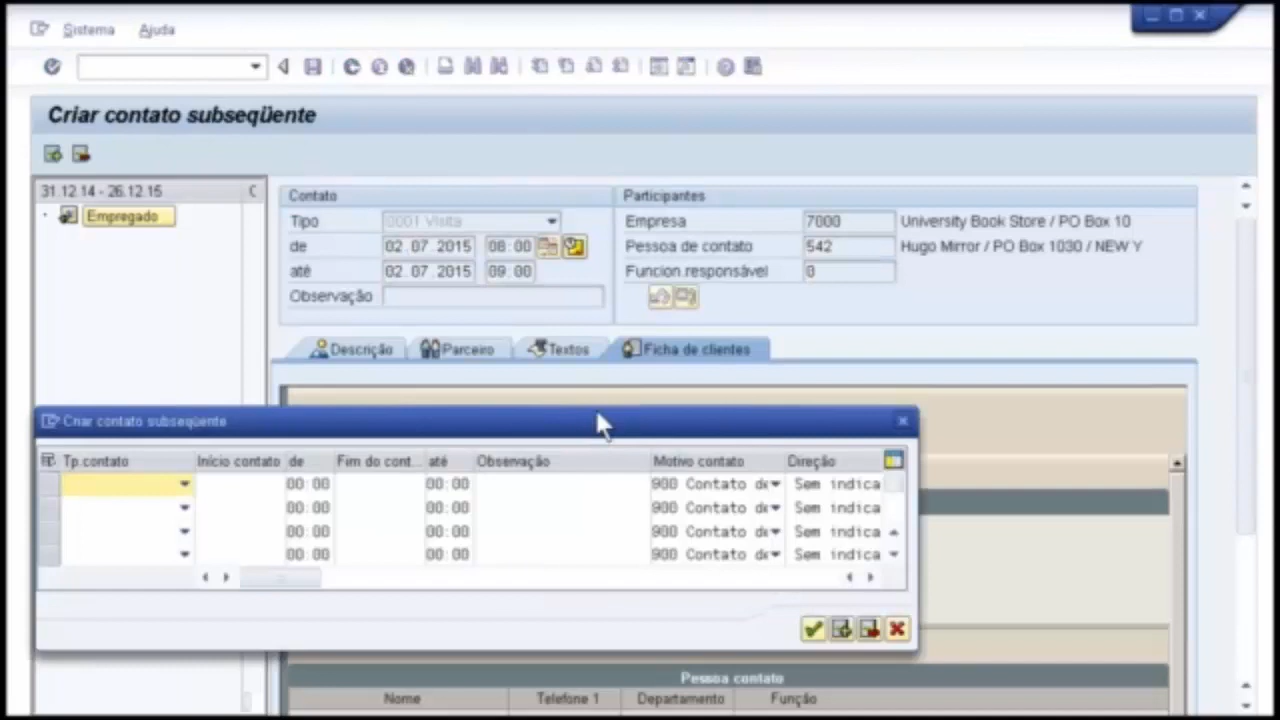 Sistema Ajuda
Criar contato subseqüente
31.12.14 - 26.12.15 C
Empregado
Contato
Tipo 0001 Visita
de 02.07.2015 08:00
até 02.07.2015 09:00
Observação
Participantes
Empresa 7000 University Book Store / PO Box 10
Pessoa de contato 542 Hugo Mirror / PO Box 1030 / NEW Y
Funcion.responsável 0
Descrição Parceiro Textos Ficha de clientes
Criar contato subseqüente
Tp.contato Início contato de Fim do cont... até Observação Motivo contato Direção
00:00 00:00 900 Contato de Sem indica
00:00 00:00 900 Contato de Sem indica
00:00 00:00 900 Contato de Sem indica
00:00 00:00 900 Contato de Sem indica
Pessoa contato
Nome Telefone 1 Departamento Função